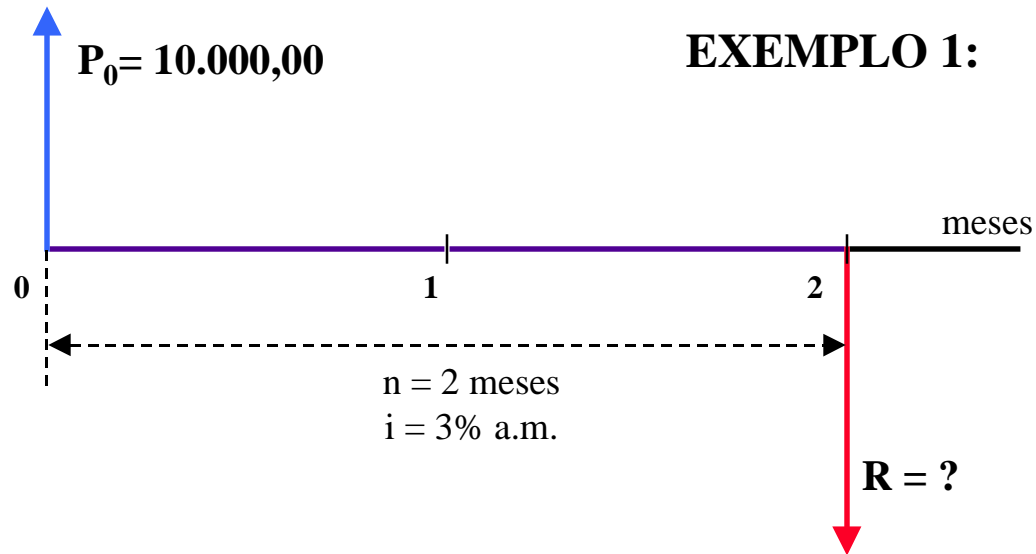 EXEMPLO 1:
P₀= 10.000,00
meses
0 1 2
n = 2 meses
i = 3% a.m.
R = ?